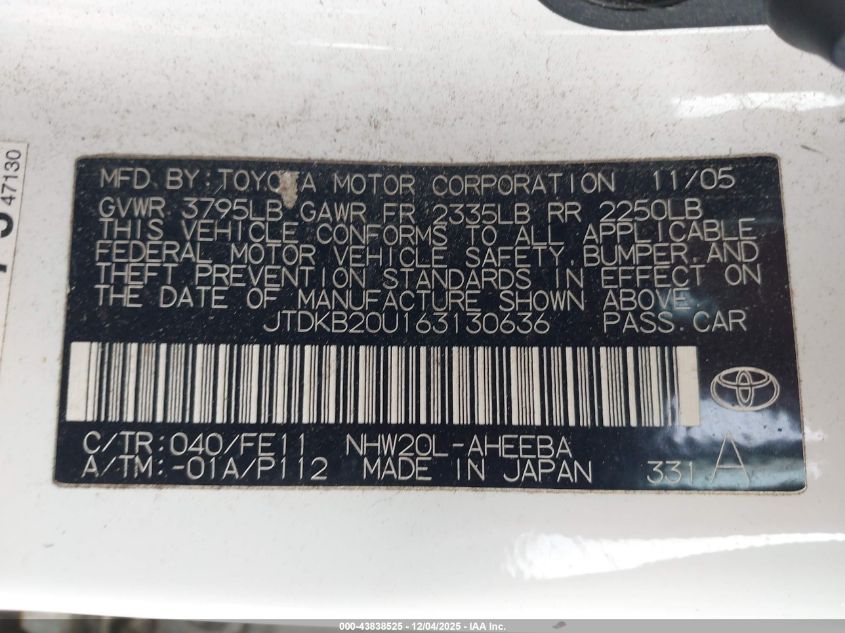 47130
MFD.BY:TOYOTA MOTOR CORPORATION 11/05
GVWR 3795LB GAWR FR 2335LB RR 2250LB
THIS VEHICLE CONFORMS TO ALL APPLICABLE
FEDERAL MOTOR VEHICLE SAFETY,BUMPER,AND
THEFT PREVENTION STANDARDS IN EFFECT ON
THE DATE OF MANUFACTURE SHOWN ABOVE.
JTDKB20U163130636 PASS.CAR
C/TR:040/FE11 NHW20L-AHEEBA
A/TM:-01A/P112 MADE IN JAPAN 331 A
000-43838525 - 12/04/2025 - IAA Inc.